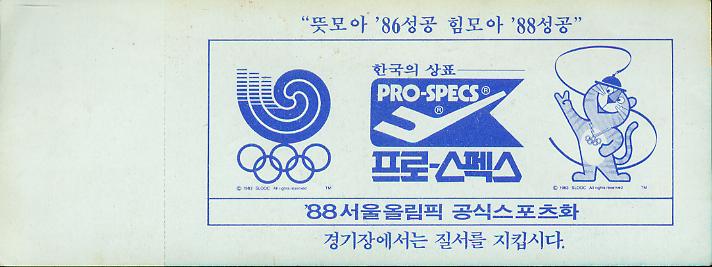 “뜻모아 '86성공 힘모아 '88성공”
한국의 상표
PRO-SPECS®
®
프로-스펙스
© 1983 SLOOC All rights reserved TM
© 1983 SLOOC All rights reserved TM
'88서울올림픽 공식스포츠화
경기장에서는 질서를 지킵시다.